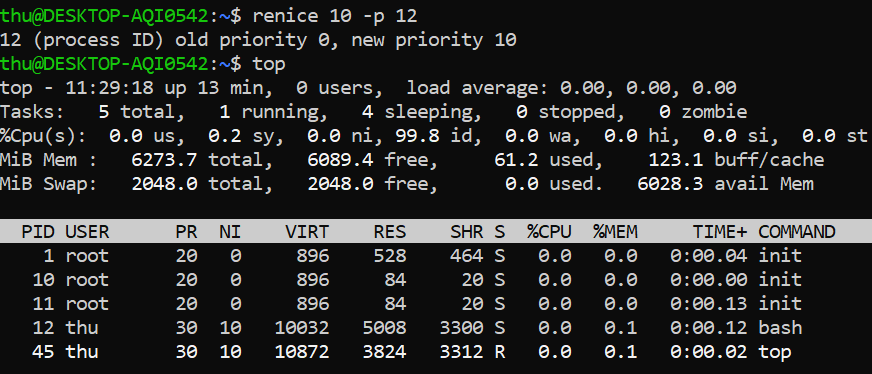 thu@DESKTOP-AQI0542:~$ renice 10 -p 12
12 (process ID) old priority 0, new priority 10
thu@DESKTOP-AQI0542:~$ top
top - 11:29:18 up 13 min,  0 users,  load average: 0.00, 0.00, 0.00
Tasks:   5 total,   1 running,   4 sleeping,   0 stopped,   0 zombie
%Cpu(s):  0.0 us,  0.2 sy,  0.0 ni, 99.8 id,  0.0 wa,  0.0 hi,  0.0 si,  0.0 st
MiB Mem :   6273.7 total,   6089.4 free,     61.2 used,    123.1 buff/cache
MiB Swap:   2048.0 total,   2048.0 free,      0.0 used.   6028.3 avail Mem
  PID USER      PR  NI    VIRT    RES    SHR S  %CPU  %MEM     TIME+ COMMAND
    1 root      20   0     896    528    464 S   0.0   0.0   0:00.04 init
   10 root      20   0     896     84     20 S   0.0   0.0   0:00.00 init
   11 root      20   0     896     84     20 S   0.0   0.0   0:00.13 init
   12 thu       30  10   10032   5008   3300 S   0.0   0.1   0:00.12 bash
   45 thu       30  10   10872   3824   3312 R   0.0   0.1   0:00.02 top